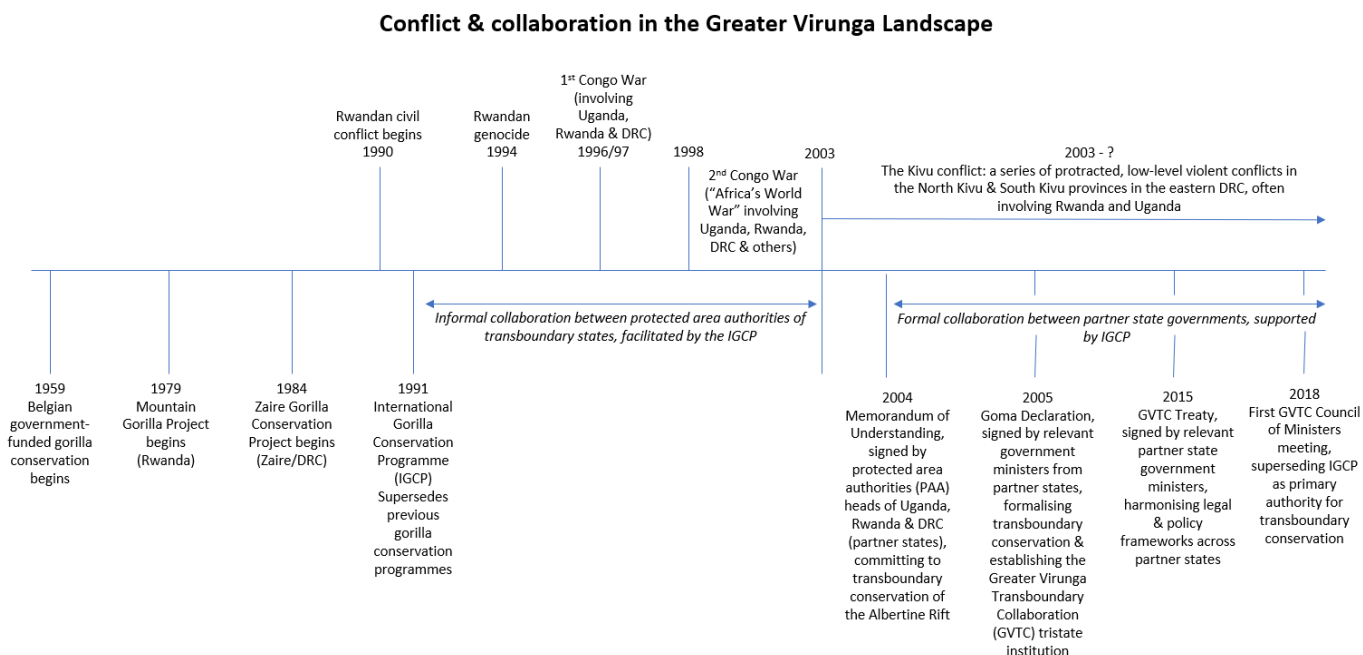 Conflict & collaboration in the Greater Virunga Landscape
Rwandan civil
conflict begins
1990
Rwandan
genocide
1994
1st Congo War
(involving
Uganda,
Rwanda & DRC)
1996/97
1998
2nd Congo War
(“Africa’s World
War” involving
Uganda, Rwanda,
DRC & others)
2003
2003 - ?
The Kivu conflict: a series of protracted, low-level violent conflicts in
the North Kivu & South Kivu provinces in the eastern DRC, often
involving Rwanda and Uganda
Informal collaboration between protected area authorities of
transboundary states, facilitated by the IGCP
Formal collaboration between partner state governments, supported
by IGCP
1959
Belgian
government-
funded gorilla
conservation
begins
1979
Mountain
Gorilla Project
begins
(Rwanda)
1984
Zaire Gorilla
Conservation
Project begins
(Zaire/DRC)
1991
International
Gorilla
Conservation
Programme
(IGCP)
Supersedes
previous
gorilla
conservation
programmes
2004
Memorandum of
Understanding,
signed by
protected area
authorities (PAA)
heads of Uganda,
Rwanda & DRC
(partner states),
committing to
transboundary
conservation of
the Albertine Rift
2005
Goma Declaration,
signed by relevant
government
ministers from
partner states,
formalising
transboundary
conservation &
establishing the
Greater Virunga
Transboundary
Collaboration
(GVTC) tristate
institution
2015
GVTC Treaty,
signed by relevant
partner state
government
ministers,
harmonising legal
& policy
frameworks across
partner states
2018
First GVTC Council
of Ministers
meeting,
superseding IGCP
as primary
authority for
transboundary
conservation